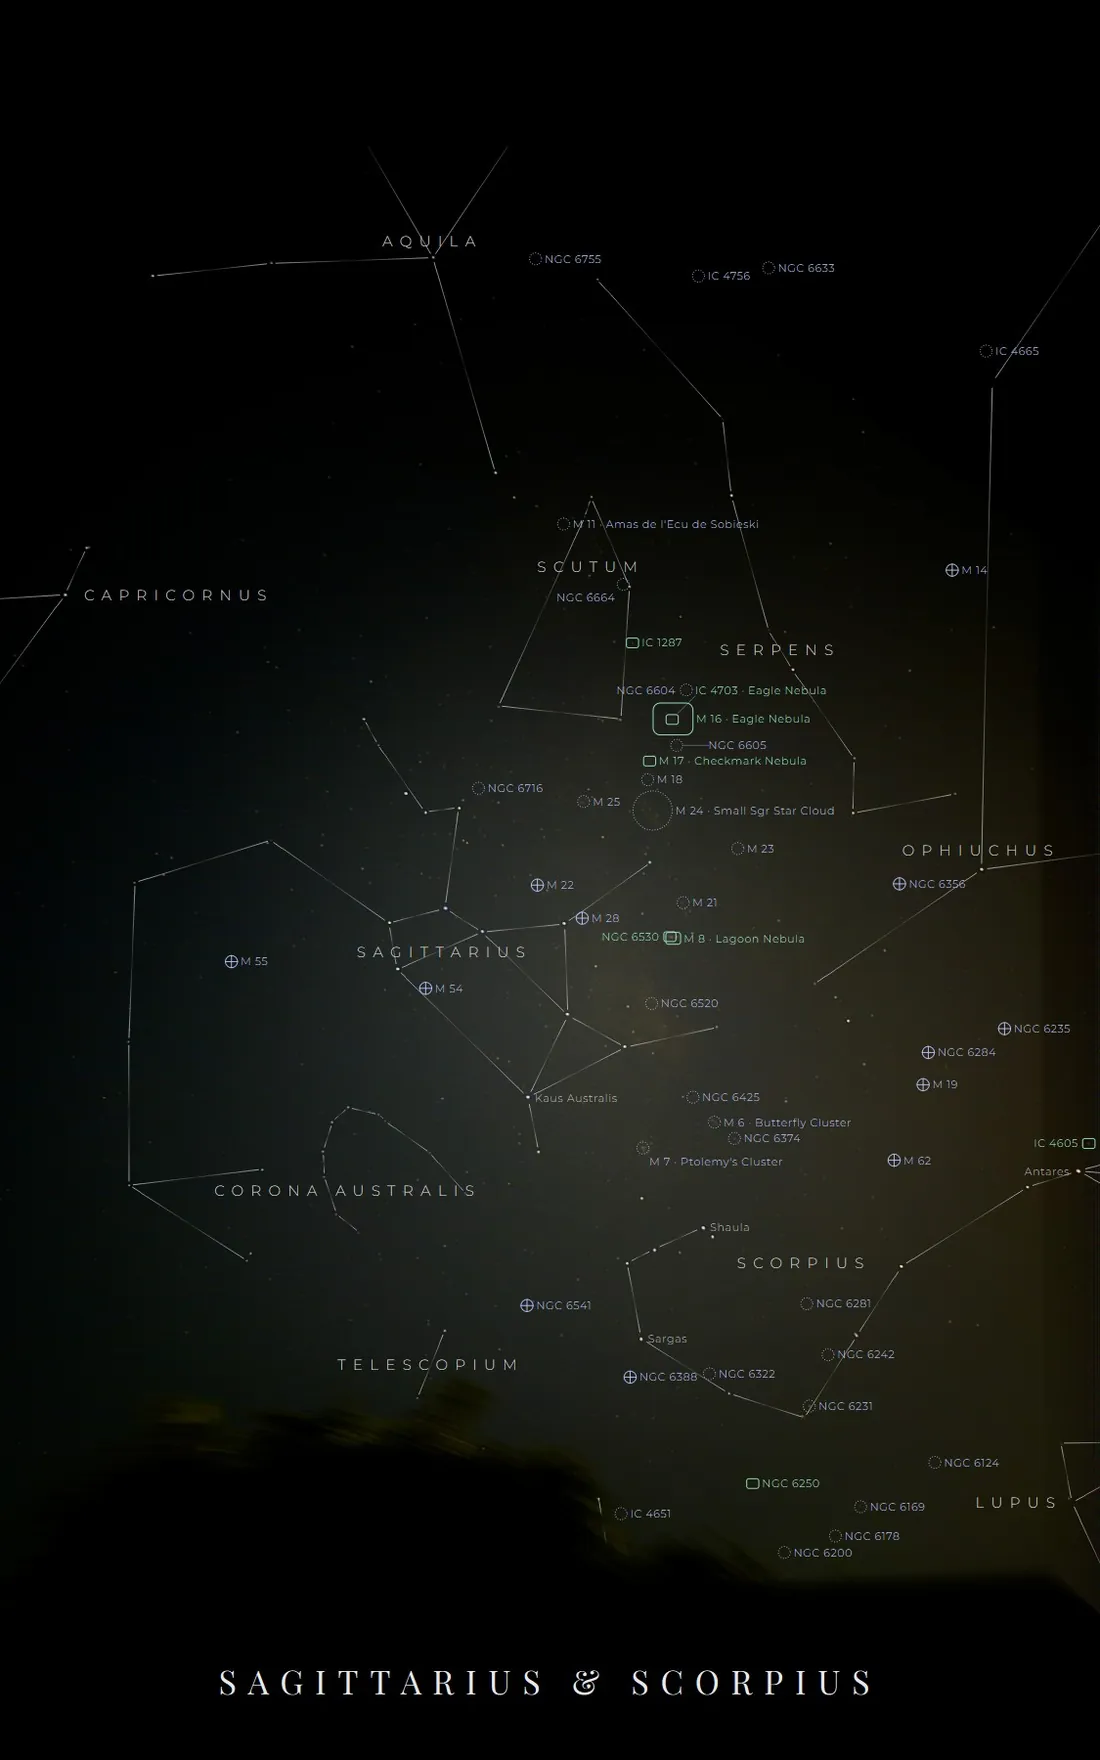 AQUILA
NGC 6755
NGC 6633
IC 4756
IC 4665
M 11 · Amas de l'Ecu de Sobieski
SCUTUM
M 14
CAPRICORNUS
NGC 6664
IC 1287
SERPENS
NGC 6604
IC 4703 · Eagle Nebula
M 16 · Eagle Nebula
NGC 6605
M 17 · Checkmark Nebula
M 18
NGC 6716
M 25
M 24 · Small Sgr Star Cloud
M 23
OPHIUCHUS
M 22
NGC 6356
M 21
M 28
NGC 6530
M 8 · Lagoon Nebula
SAGITTARIUS
M 55
M 54
NGC 6520
NGC 6235
NGC 6284
M 19
Kaus Australis
NGC 6425
M 6 · Butterfly Cluster
NGC 6374
IC 4605
M 7 · Ptolemy's Cluster
M 62
Antares
CORONA AUSTRALIS
Shaula
SCORPIUS
NGC 6541
NGC 6281
Sargas
NGC 6242
TELESCOPIUM
NGC 6388
NGC 6322
NGC 6231
NGC 6124
NGC 6250
LUPUS
NGC 6169
IC 4651
NGC 6178
NGC 6200
SAGITTARIUS & SCORPIUS